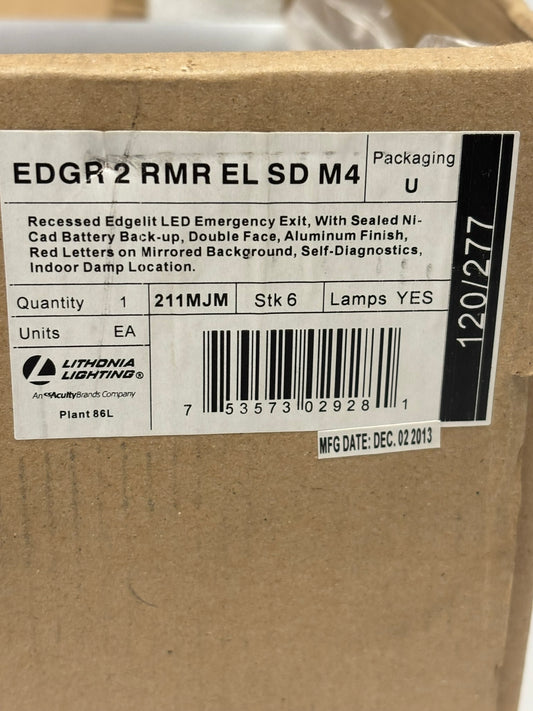 EDGR 2 RMR EL SD M4
Packaging
U
Recessed Edgelit LED Emergency Exit, With Sealed Ni-
Cad Battery Back-up, Double Face, Aluminum Finish,
Red Letters on Mirrored Background, Self-Diagnostics,
Indoor Damp Location.
120/277
Quantity 1 211MJM Stk 6 Lamps YES
Units EA
LITHONIA
LIGHTING®
An AcuityBrands Company
Plant 86L
7 53573 02928 1
MFG DATE: DEC. 02 2013